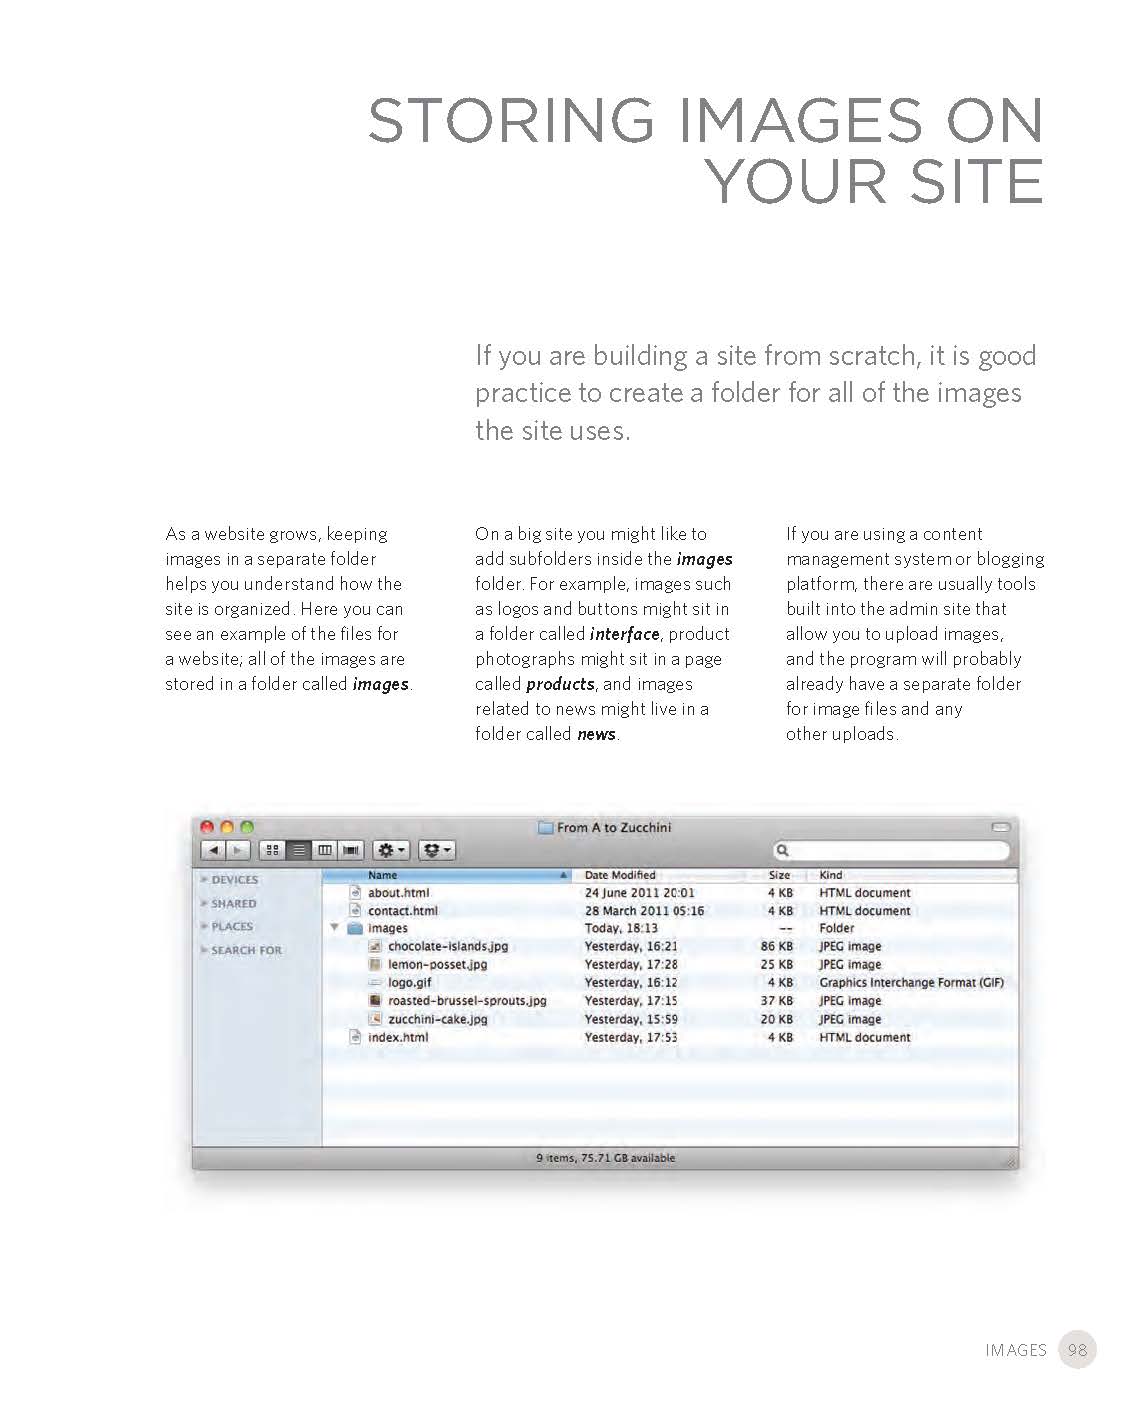 STORING IMAGES ON
YOUR SITE
If you are building a site from scratch, it is good
practice to create a folder for all of the images
the site uses.
As a website grows, keeping
images in a separate folder
helps you understand how the
site is organized. Here you can
see an example of the files for
a website; all of the images are
stored in a folder called images.
On a big site you might like to
add subfolders inside the images
folder. For example, images such
as logos and buttons might sit in
a folder called interface, product
photographs might sit in a page
called products, and images
related to news might live in a
folder called news.
If you are using a content
management system or blogging
platform, there are usually tools
built into the admin site that
allow you to upload images,
and the program will probably
already have a separate folder
for image files and any
other uploads.
From A to Zucchini
DEVICES
SHARED
PLACES
SEARCH FOR
Name Date Modified Size Kind
about.html 24 June 2011 20:01 4 KB HTML document
contact.html 28 March 2011 05:16 4 KB HTML document
images Today, 18:13 -- Folder
chocolate-islands.jpg Yesterday, 16:21 86 KB JPEG image
lemon-posset.jpg Yesterday, 17:28 25 KB JPEG image
logo.gif Yesterday, 16:12 4 KB Graphics Interchange Format (GIF)
roasted-brussel-sprouts.jpg Yesterday, 17:15 37 KB JPEG image
zucchini-cake.jpg Yesterday, 15:59 20 KB JPEG image
index.html Yesterday, 17:53 4 KB HTML document
9 items, 75.71 GB available
IMAGES 98